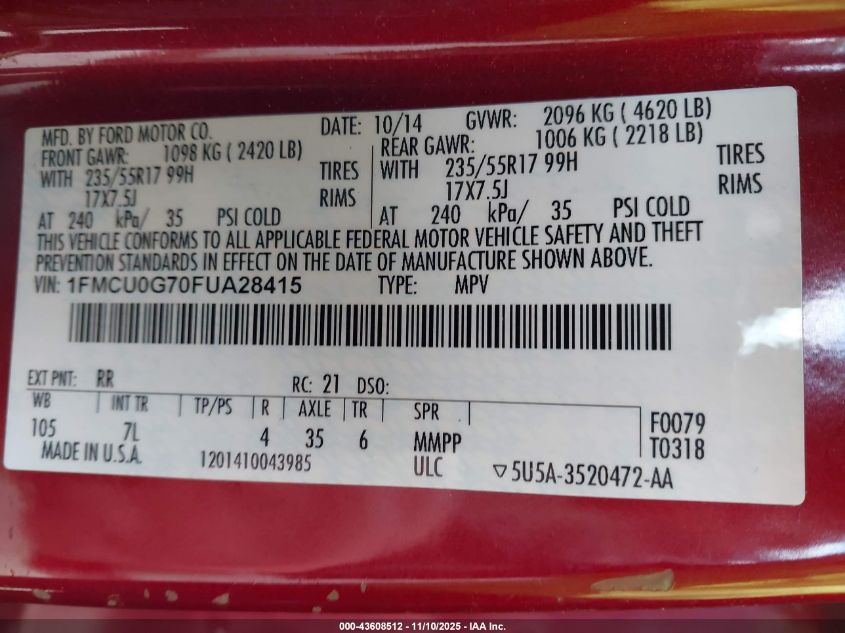 MFD. BY FORD MOTOR CO. DATE: 10/14 GVWR: 2096 KG ( 4620 LB)
FRONT GAWR: 1098 KG ( 2420 LB) REAR GAWR: 1006 KG ( 2218 LB)
WITH 235/55R17 99H TIRES WITH 235/55R17 99H TIRES
17X7.5J RIMS 17X7.5J RIMS
AT 240 kPa/ 35 PSI COLD AT 240 kPa/ 35 PSI COLD
THIS VEHICLE CONFORMS TO ALL APPLICABLE FEDERAL MOTOR VEHICLE SAFETY AND THEFT
PREVENTION STANDARDS IN EFFECT ON THE DATE OF MANUFACTURE SHOWN ABOVE.
VIN: 1FMCU0G70FUA28415 TYPE: MPV
EXT PNT: RR RC: 21 DSO:
WB INT TR TP/PS R AXLE TR SPR
105 7L 4 35 6 MMPP F0079
MADE IN U.S.A. 1201410043985 ULC T0318
▽5U5A-3520472-AA
000-43608512 - 11/10/2025 - IAA Inc.